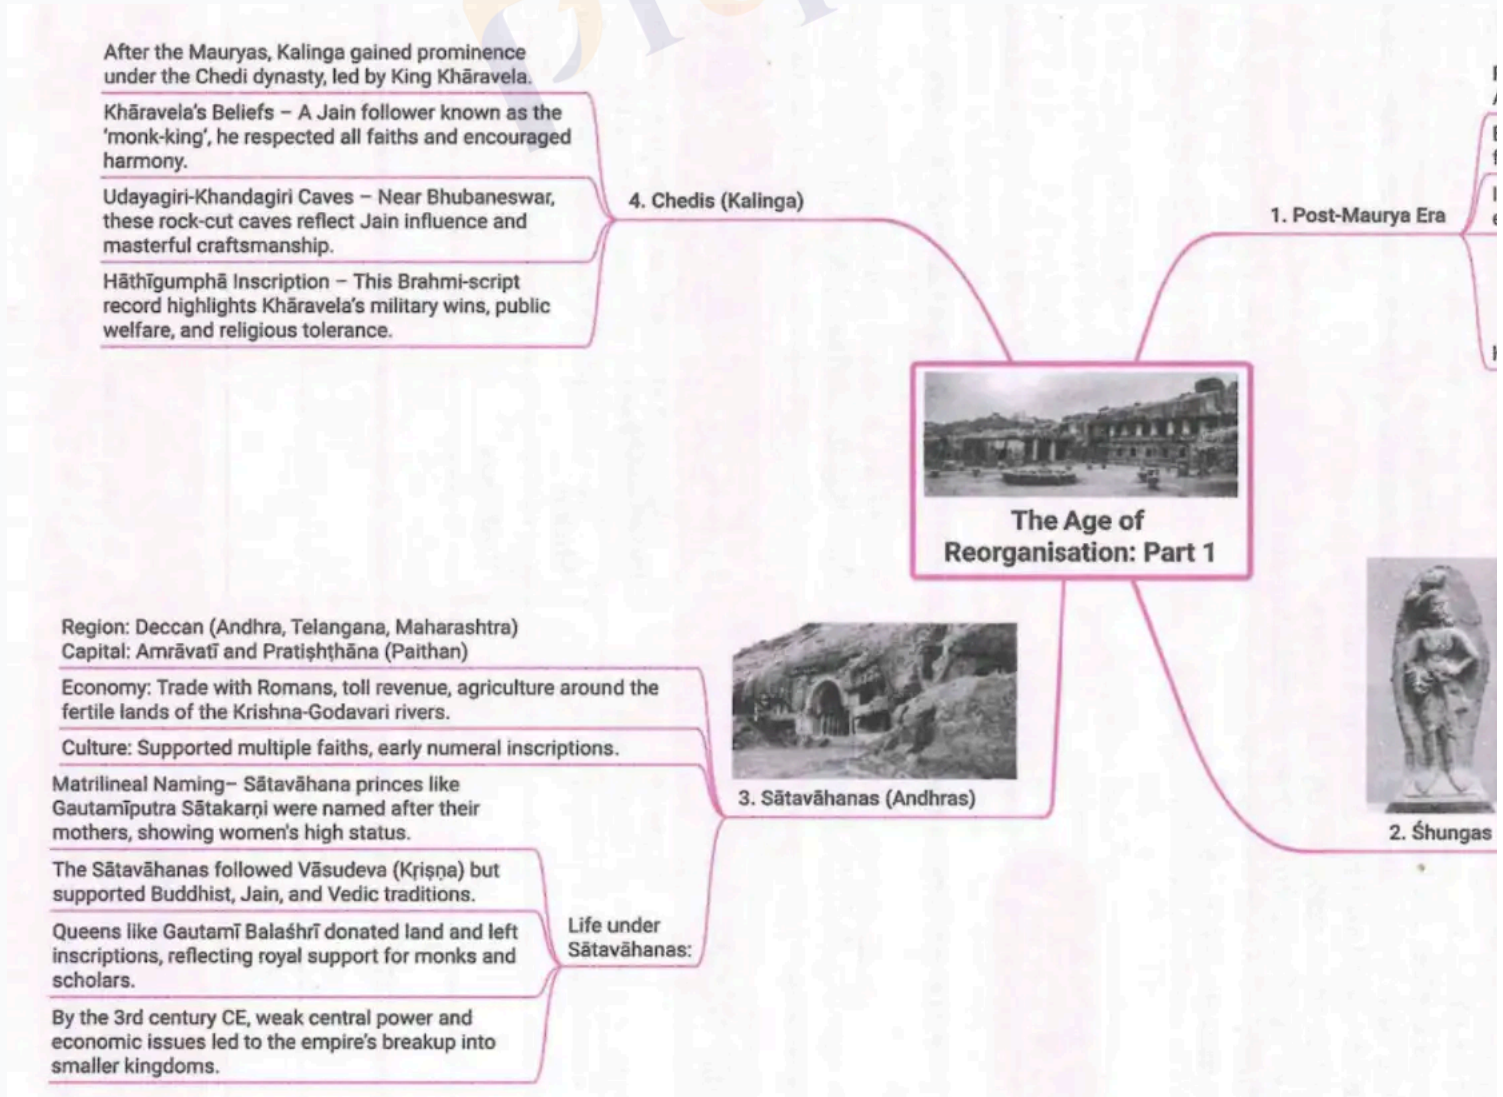 After the Mauryas, Kalinga gained prominence
under the Chedi dynasty, led by King Khāravela.
Khāravela's Beliefs – A Jain follower known as the
'monk-king', he respected all faiths and encouraged
harmony.
Udayagiri-Khandagiri Caves – Near Bhubaneswar,
these rock-cut caves reflect Jain influence and
masterful craftsmanship.
Hāthīgumphā Inscription – This Brahmi-script
record highlights Khāravela's military wins, public
welfare, and religious tolerance.
4. Chedis (Kalinga)
1. Post-Maurya Era
The Age of
Reorganisation: Part 1
Region: Deccan (Andhra, Telangana, Maharashtra)
Capital: Amrāvatī and Pratiṣhṭhāna (Paithan)
Economy: Trade with Romans, toll revenue, agriculture around the
fertile lands of the Krishna-Godavari rivers.
Culture: Supported multiple faiths, early numeral inscriptions.
3. Sātavāhanas (Andhras)
Matrilineal Naming– Sātavāhana princes like
Gautamīputra Sātakarṇi were named after their
mothers, showing women's high status.
The Sātavāhanas followed Vāsudeva (Kṛiṣṇa) but
supported Buddhist, Jain, and Vedic traditions.
Queens like Gautamī Balaśhrī donated land and left
inscriptions, reflecting royal support for monks and
scholars.
By the 3rd century CE, weak central power and
economic issues led to the empire's breakup into
smaller kingdoms.
Life under
Sātavāhanas:
2. Śhungas